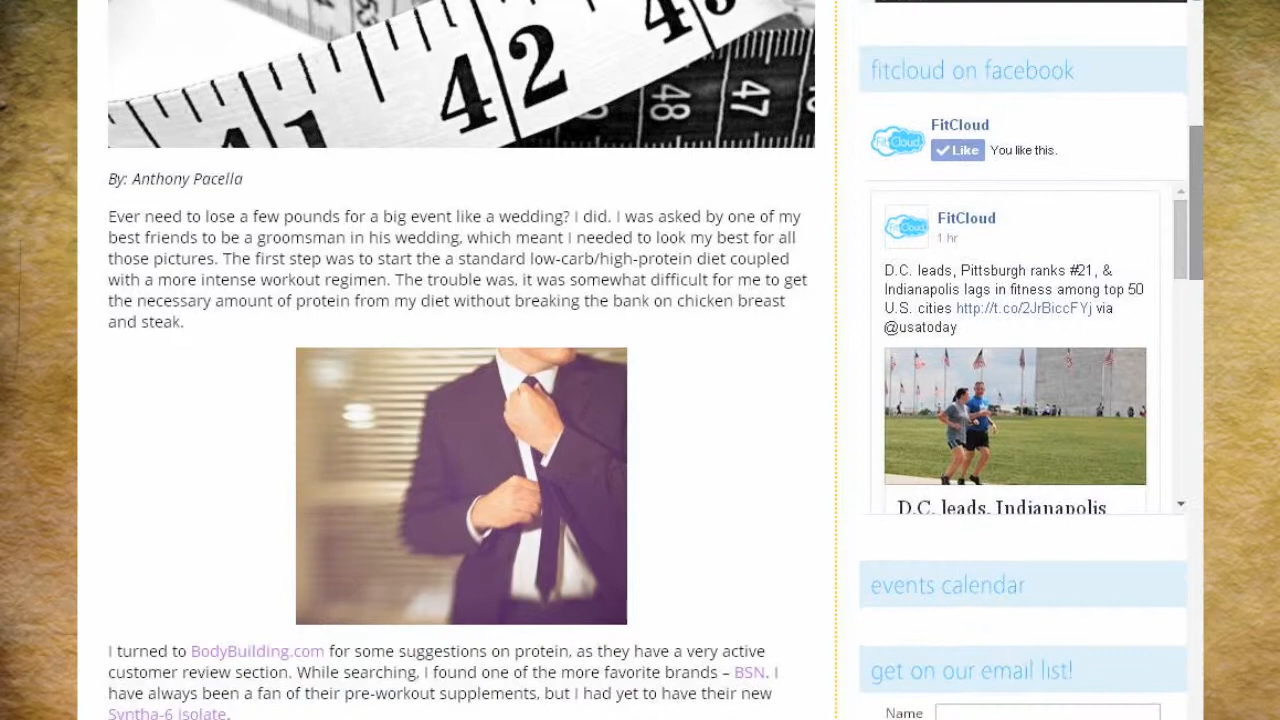 42
48
47
By: Anthony Pacella
Ever need to lose a few pounds for a big event like a wedding? I did. I was asked by one of my
best friends to be a groomsman in his wedding, which meant I needed to look my best for all
those pictures. The first step was to start the a standard low-carb/high-protein diet coupled
with a more intense workout regimen. The trouble was, it was somewhat difficult for me to get
the necessary amount of protein from my diet without breaking the bank on chicken breast
and steak.
I turned to BodyBuilding.com for some suggestions on protein, as they have a very active
customer review section. While searching, I found one of the more favorite brands – BSN. I
have always been a fan of their pre-workout supplements, but I had yet to have their new
Syntha-6 isolate.
fitcloud on facebook
FitCloud
FitCloud
Like You like this.
FitCloud
FitCloud
1 hr
D.C. leads, Pittsburgh ranks #21, &
Indianapolis lags in fitness among top 50
U.S. cities http://t.co/2JrBiccFYj via
@usatoday
D.C. leads, Indianapolis
events calendar
get on our email list!
Name